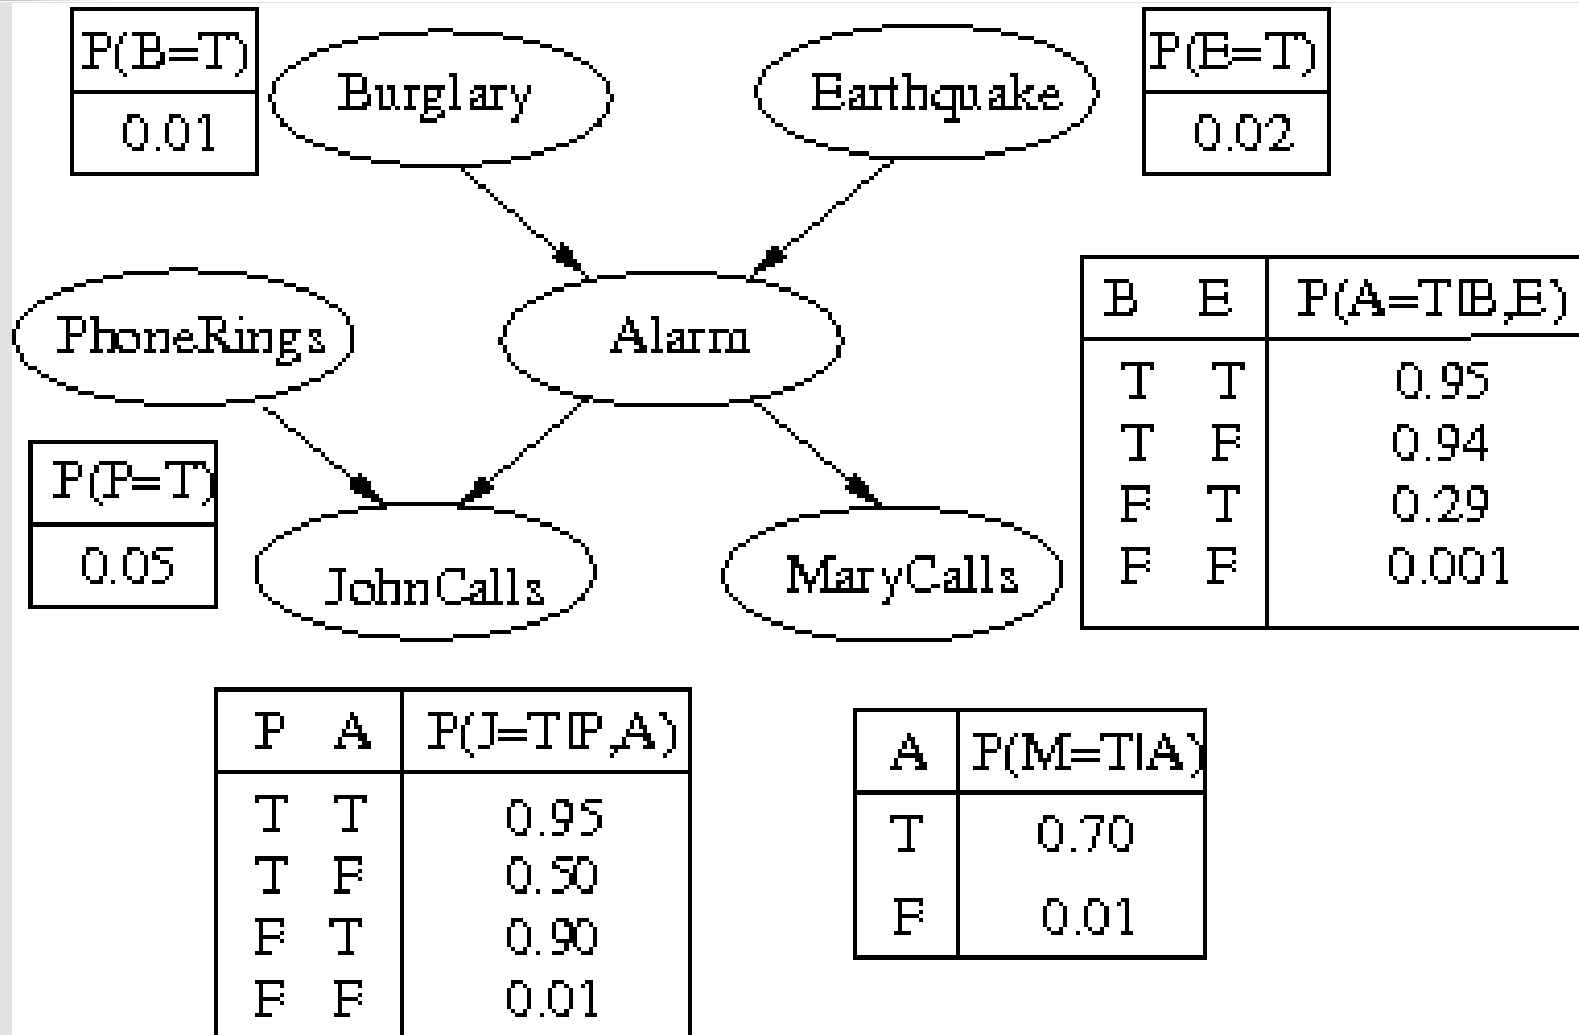 P(B=T)
0.01
Burglary
Earthquake
P(E=T)
0.02
PhoneRings
Alarm
P(P=T)
0.05
JohnCalls
MaryCalls
B E P(A=T|B,E)
T T 0.95
T F 0.94
F T 0.29
F F 0.001
P A P(J=T|P,A)
T T 0.95
T F 0.50
F T 0.90
F F 0.01
A P(M=T|A)
T 0.70
F 0.01